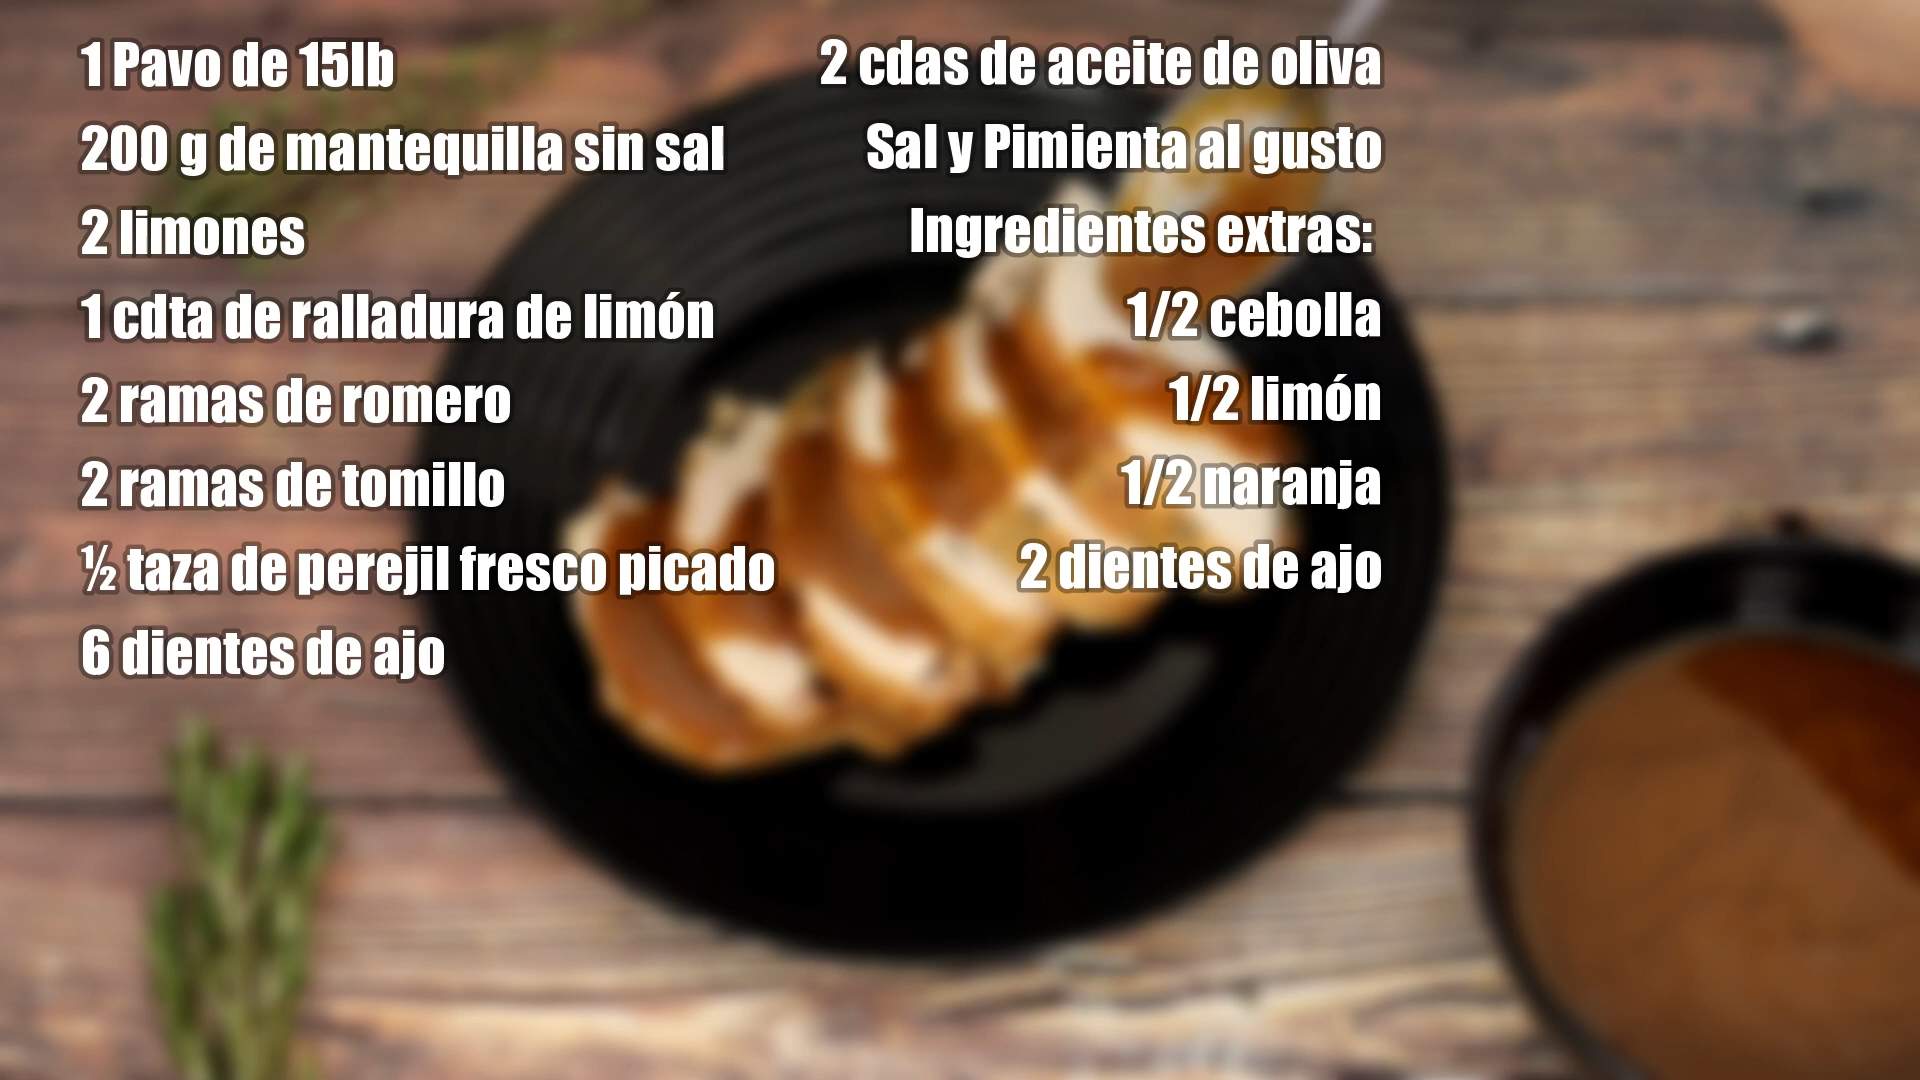 1 Pavo de 15lb
200 g de mantequilla sin sal
2 limones
1 cdta de ralladura de limón
2 ramas de romero
2 ramas de tomillo
½ taza de perejil fresco picado
6 dientes de ajo
2 cdas de aceite de oliva
Sal y Pimienta al gusto
Ingredientes extras:
1/2 cebolla
1/2 limón
1/2 naranja
2 dientes de ajo